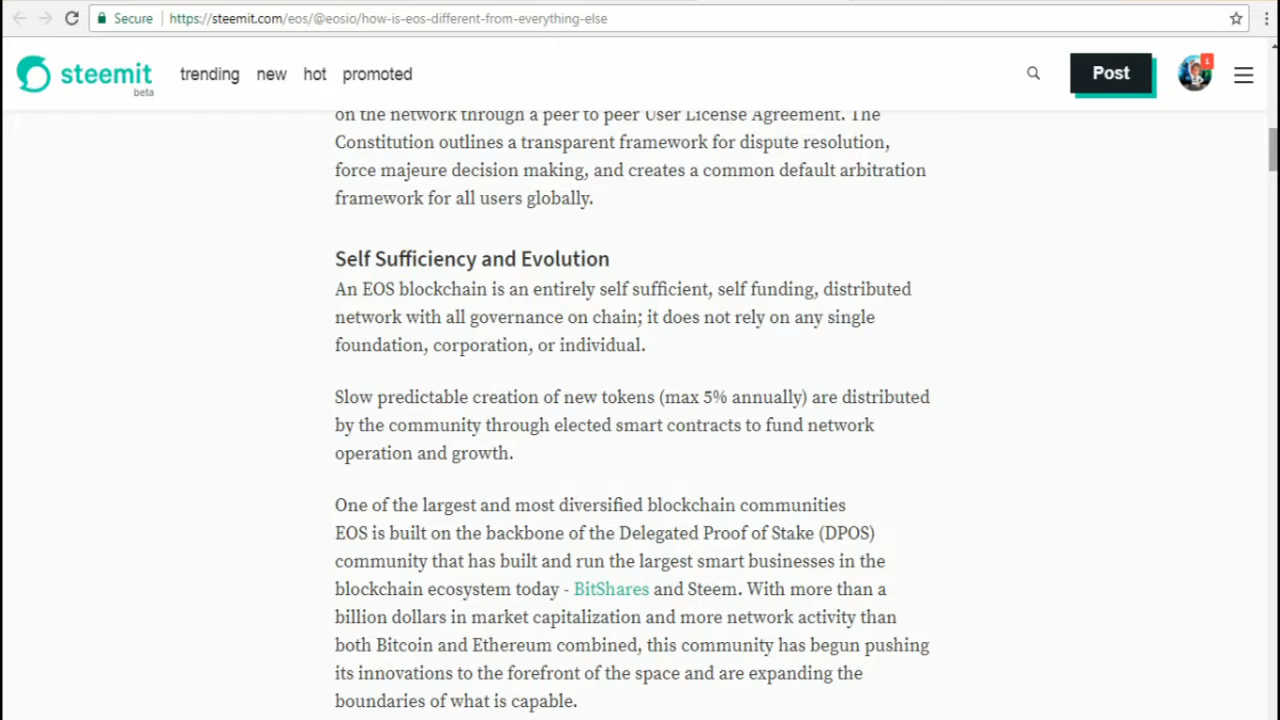 Secure https://steemit.com/eos/@eosio/how-is-eos-different-from-everything-else
steemit
beta
trending new hot promoted
Post
1
on the network through a peer to peer User License Agreement. The
Constitution outlines a transparent framework for dispute resolution,
force majeure decision making, and creates a common default arbitration
framework for all users globally.
Self Sufficiency and Evolution
An EOS blockchain is an entirely self sufficient, self funding, distributed
network with all governance on chain; it does not rely on any single
foundation, corporation, or individual.
Slow predictable creation of new tokens (max 5% annually) are distributed
by the community through elected smart contracts to fund network
operation and growth.
One of the largest and most diversified blockchain communities
EOS is built on the backbone of the Delegated Proof of Stake (DPOS)
community that has built and run the largest smart businesses in the
blockchain ecosystem today - BitShares and Steem. With more than a
billion dollars in market capitalization and more network activity than
both Bitcoin and Ethereum combined, this community has begun pushing
its innovations to the forefront of the space and are expanding the
boundaries of what is capable.